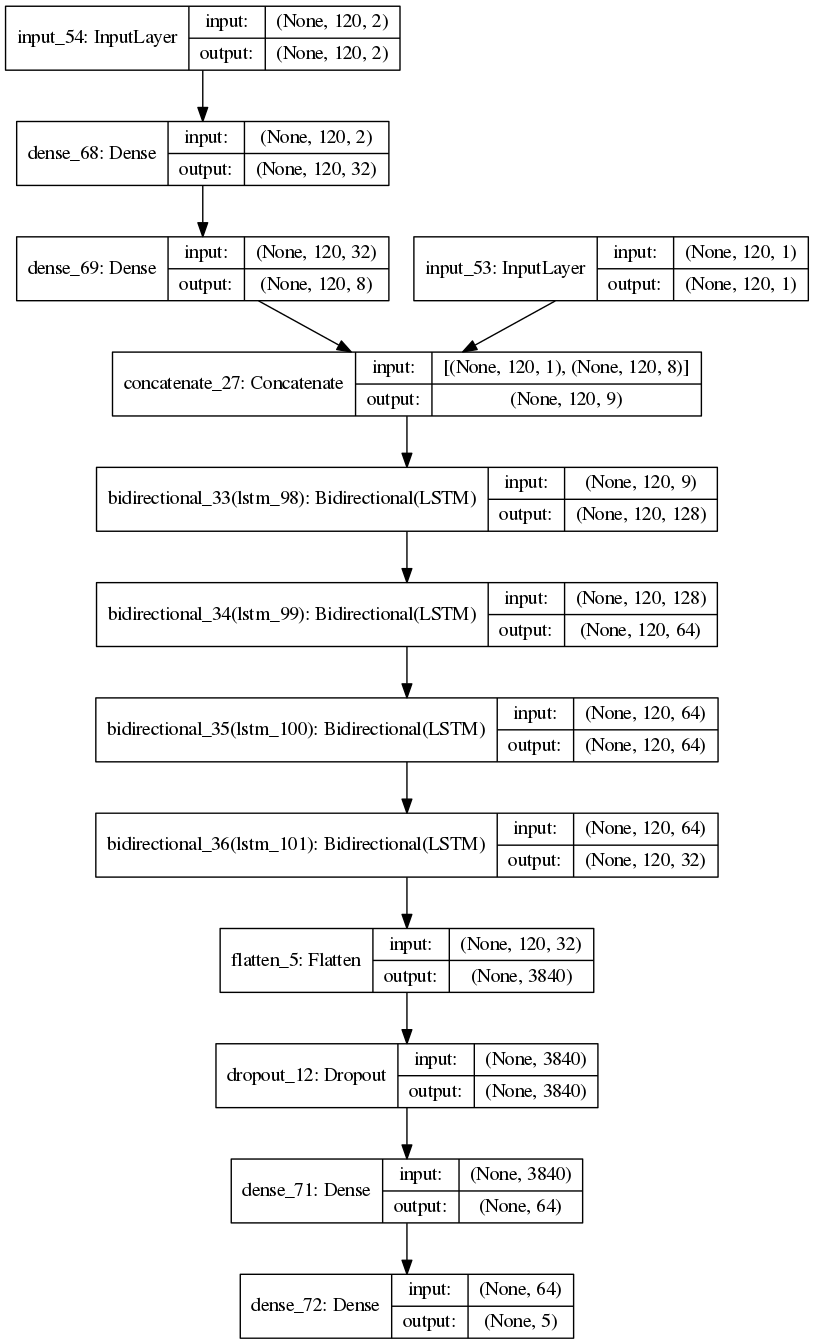 input_54: InputLayer
input: (None, 120, 2)
output: (None, 120, 2)
dense_68: Dense
input: (None, 120, 2)
output: (None, 120, 32)
dense_69: Dense
input: (None, 120, 32)
output: (None, 120, 8)
input_53: InputLayer
input: (None, 120, 1)
output: (None, 120, 1)
concatenate_27: Concatenate
input: [(None, 120, 1), (None, 120, 8)]
output: (None, 120, 9)
bidirectional_33(lstm_98): Bidirectional(LSTM)
input: (None, 120, 9)
output: (None, 120, 128)
bidirectional_34(lstm_99): Bidirectional(LSTM)
input: (None, 120, 128)
output: (None, 120, 64)
bidirectional_35(lstm_100): Bidirectional(LSTM)
input: (None, 120, 64)
output: (None, 120, 64)
bidirectional_36(lstm_101): Bidirectional(LSTM)
input: (None, 120, 64)
output: (None, 120, 32)
flatten_5: Flatten
input: (None, 120, 32)
output: (None, 3840)
dropout_12: Dropout
input: (None, 3840)
output: (None, 3840)
dense_71: Dense
input: (None, 3840)
output: (None, 64)
dense_72: Dense
input: (None, 64)
output: (None, 5)